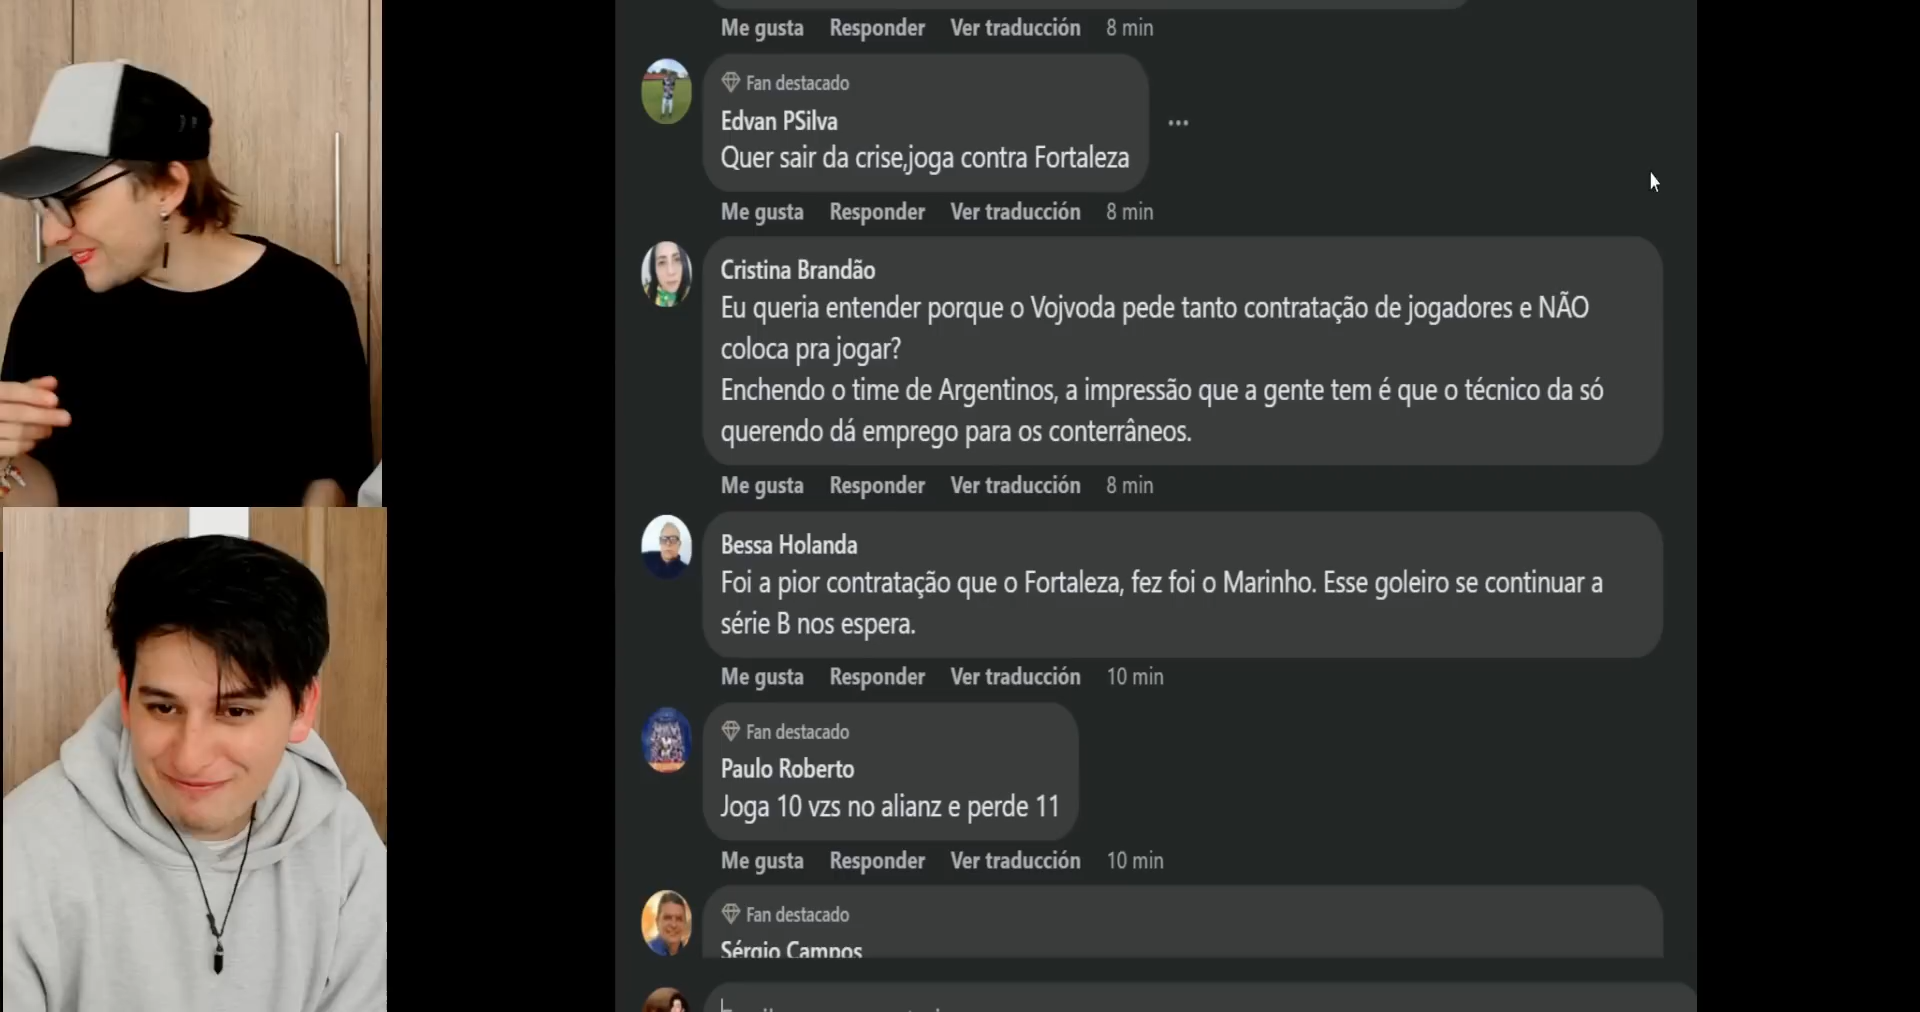 Me gusta Responder Ver traducción 8 min
Fan destacado
Edvan PSilva
Quer sair da crise,joga contra Fortaleza
Me gusta Responder Ver traducción 8 min
Cristina Brandão
Eu queria entender porque o Vojvoda pede tanto contratação de jogadores e NÃO
coloca pra jogar?
Enchendo o time de Argentinos, a impressão que a gente tem é que o técnico da só
querendo dá emprego para os conterrâneos.
Me gusta Responder Ver traducción 8 min
Bessa Holanda
Foi a pior contratação que o Fortaleza, fez foi o Marinho. Esse goleiro se continuar a
série B nos espera.
Me gusta Responder Ver traducción 10 min
Fan destacado
Paulo Roberto
Joga 10 vzs no alianz e perde 11
Me gusta Responder Ver traducción 10 min
Fan destacado
Sérgio Campos